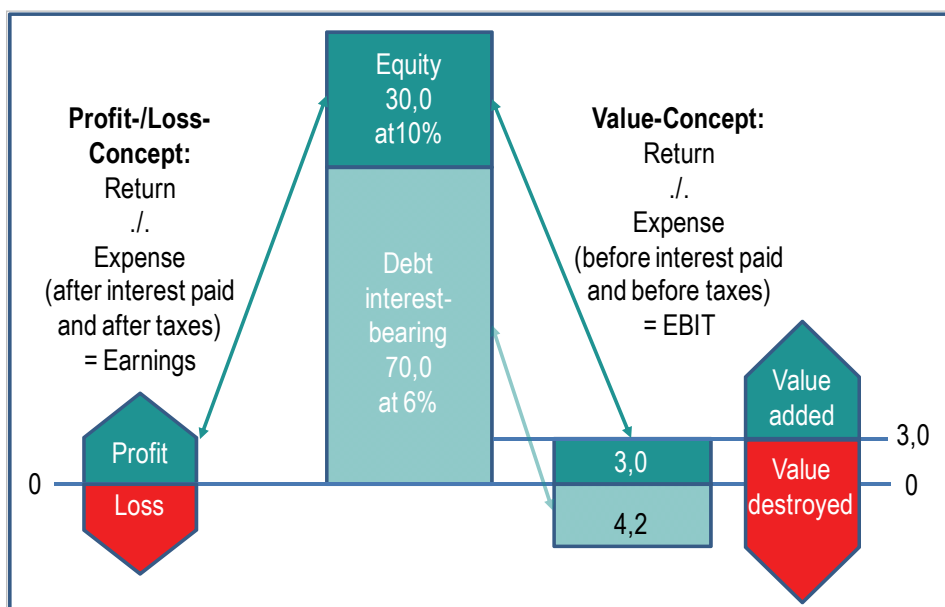 Profit-/Loss-
Concept:
Return
./.
Expense
(after interest paid
and after taxes)
= Earnings
Equity
30,0
at10%
Debt
interest-
bearing
70,0
at 6%
Value-Concept:
Return
./.
Expense
(before interest paid
and before taxes)
= EBIT
0
Profit
Loss
3,0
4,2
Value
added
Value
destroyed
3,0
0